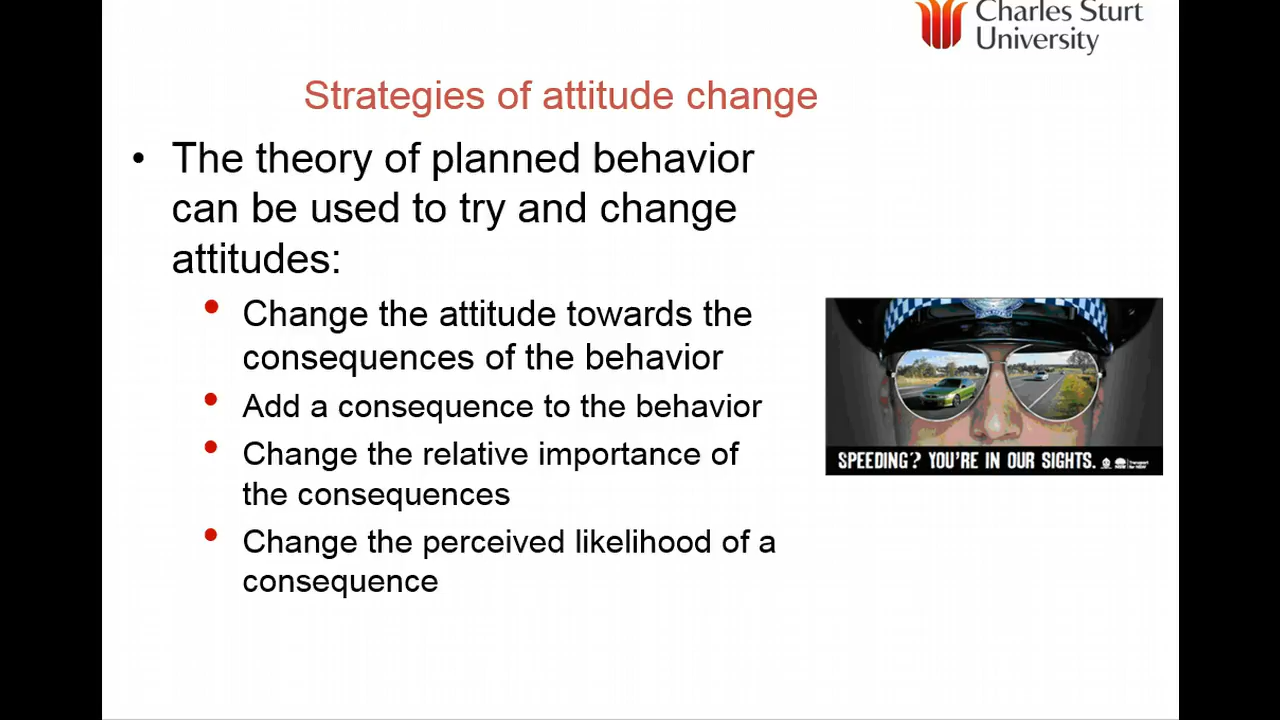 Charles Sturt
University
Strategies of attitude change
• The theory of planned behavior
can be used to try and change
attitudes:
• Change the attitude towards the
consequences of the behavior
• Add a consequence to the behavior
• Change the relative importance of
the consequences
• Change the perceived likelihood of a
consequence
SPEEDING? YOU'RE IN OUR SIGHTS.